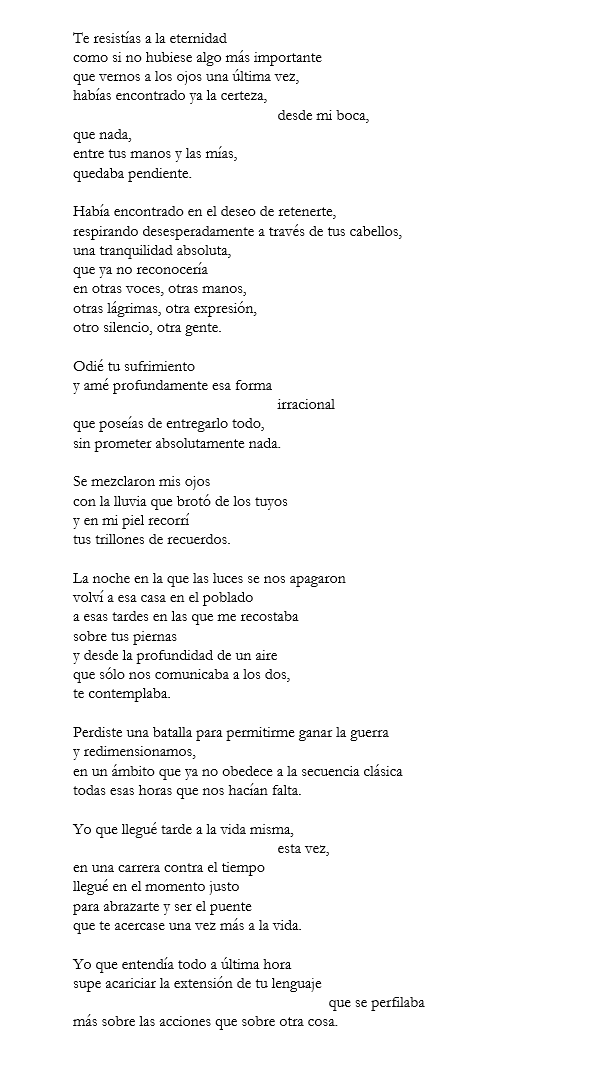 Te resistías a la eternidad
como si no hubiese algo más importante
que vernos a los ojos una última vez,
habías encontrado ya la certeza,
desde mi boca,
que nada,
entre tus manos y las mías,
quedaba pendiente.

Había encontrado en el deseo de retenerte,
respirando desesperadamente a través de tus cabellos,
una tranquilidad absoluta,
que ya no reconocería
en otras voces, otras manos,
otras lágrimas, otra expresión,
otro silencio, otra gente.

Odié tu sufrimiento
y amé profundamente esa forma
irracional
que poseías de entregarlo todo,
sin prometer absolutamente nada.

Se mezclaron mis ojos
con la lluvia que brotó de los tuyos
y en mi piel recorrí
tus trillones de recuerdos.

La noche en la que las luces se nos apagaron
volví a esa casa en el poblado
a esas tardes en las que me recostaba
sobre tus piernas
y desde la profundidad de un aire
que sólo nos comunicaba a los dos,
te contemplaba.

Perdiste una batalla para permitirme ganar la guerra
y redimensionamos,
en un ámbito que ya no obedece a la secuencia clásica
todas esas horas que nos hacían falta.

Yo que llegué tarde a la vida misma,
esta vez,
en una carrera contra el tiempo
llegué en el momento justo
para abrazarte y ser el puente
que te acercase una vez más a la vida.

Yo que entendía todo a última hora
supe acariciar la extensión de tu lenguaje
que se perfilaba
más sobre las acciones que sobre otra cosa.